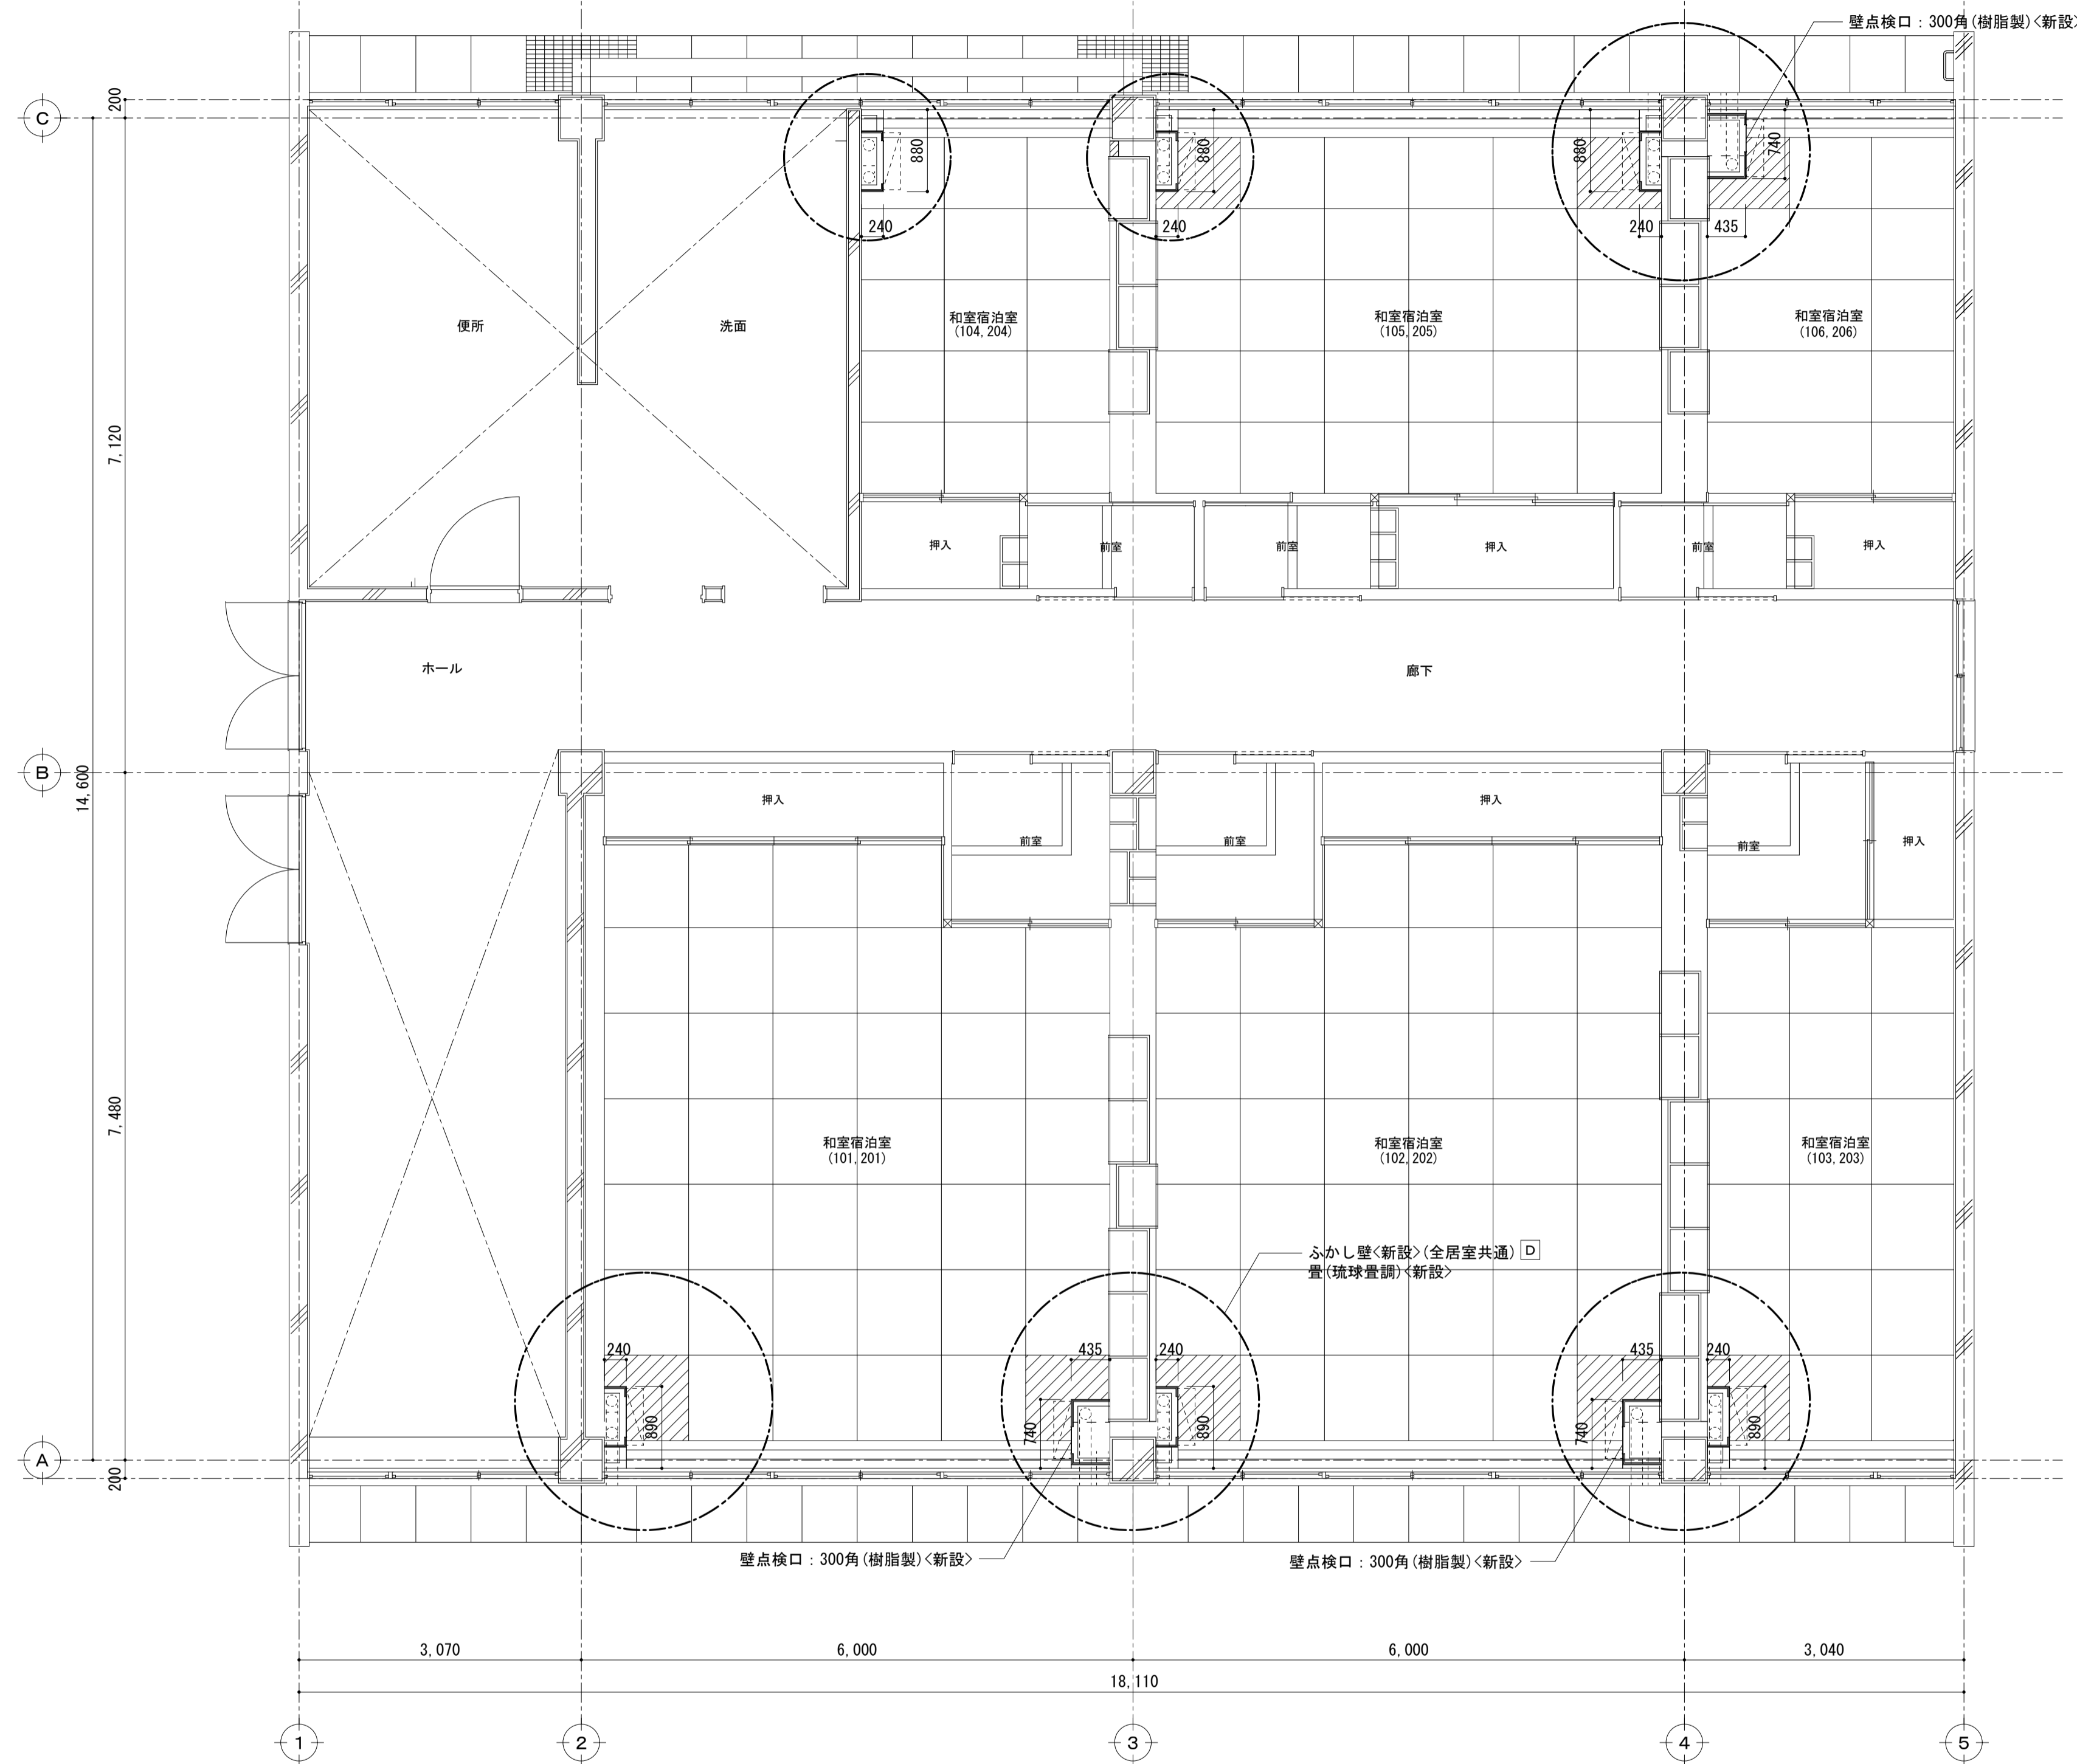 壁点検口：300角(樹脂製)<新設>
C
200
880
880
880
740
240
240
240
435
7,120
便所
洗面
和室宿泊室
(104,204)
和室宿泊室
(105,205)
和室宿泊室
(106,206)
押入
前室
前室
押入
前室
押入
ホール
廊下
B
14,600
押入
前室
前室
押入
前室
押入
7,480
和室宿泊室
(101,201)
和室宿泊室
(102,202)
和室宿泊室
(103,203)
ふかし壁<新設>(全居室共通) D
畳(琉球畳調)<新設>
240
435
240
435
240
890
740
890
740
890
A
200
壁点検口：300角(樹脂製)<新設>
壁点検口：300角(樹脂製)<新設>
3,070
6,000
6,000
3,040
18,110
1
2
3
4
5